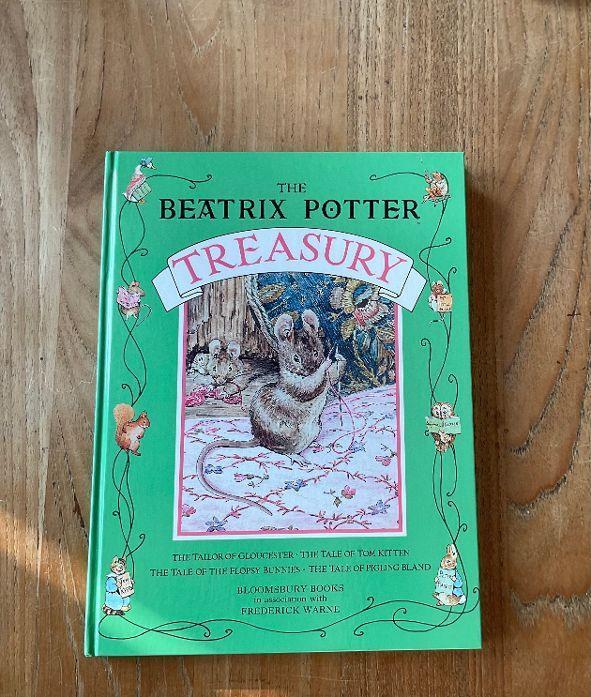 THE
BEATRIX POTTER™
TREASURY
THE TAILOR OF GLOUCESTER · THE TALE OF TOM KITTEN
THE TALE OF THE FLOPSY BUNNIES · THE TALE OF PIGLING BLAND
BLOOMSBURY BOOKS
in association with
FREDERICK WARNE